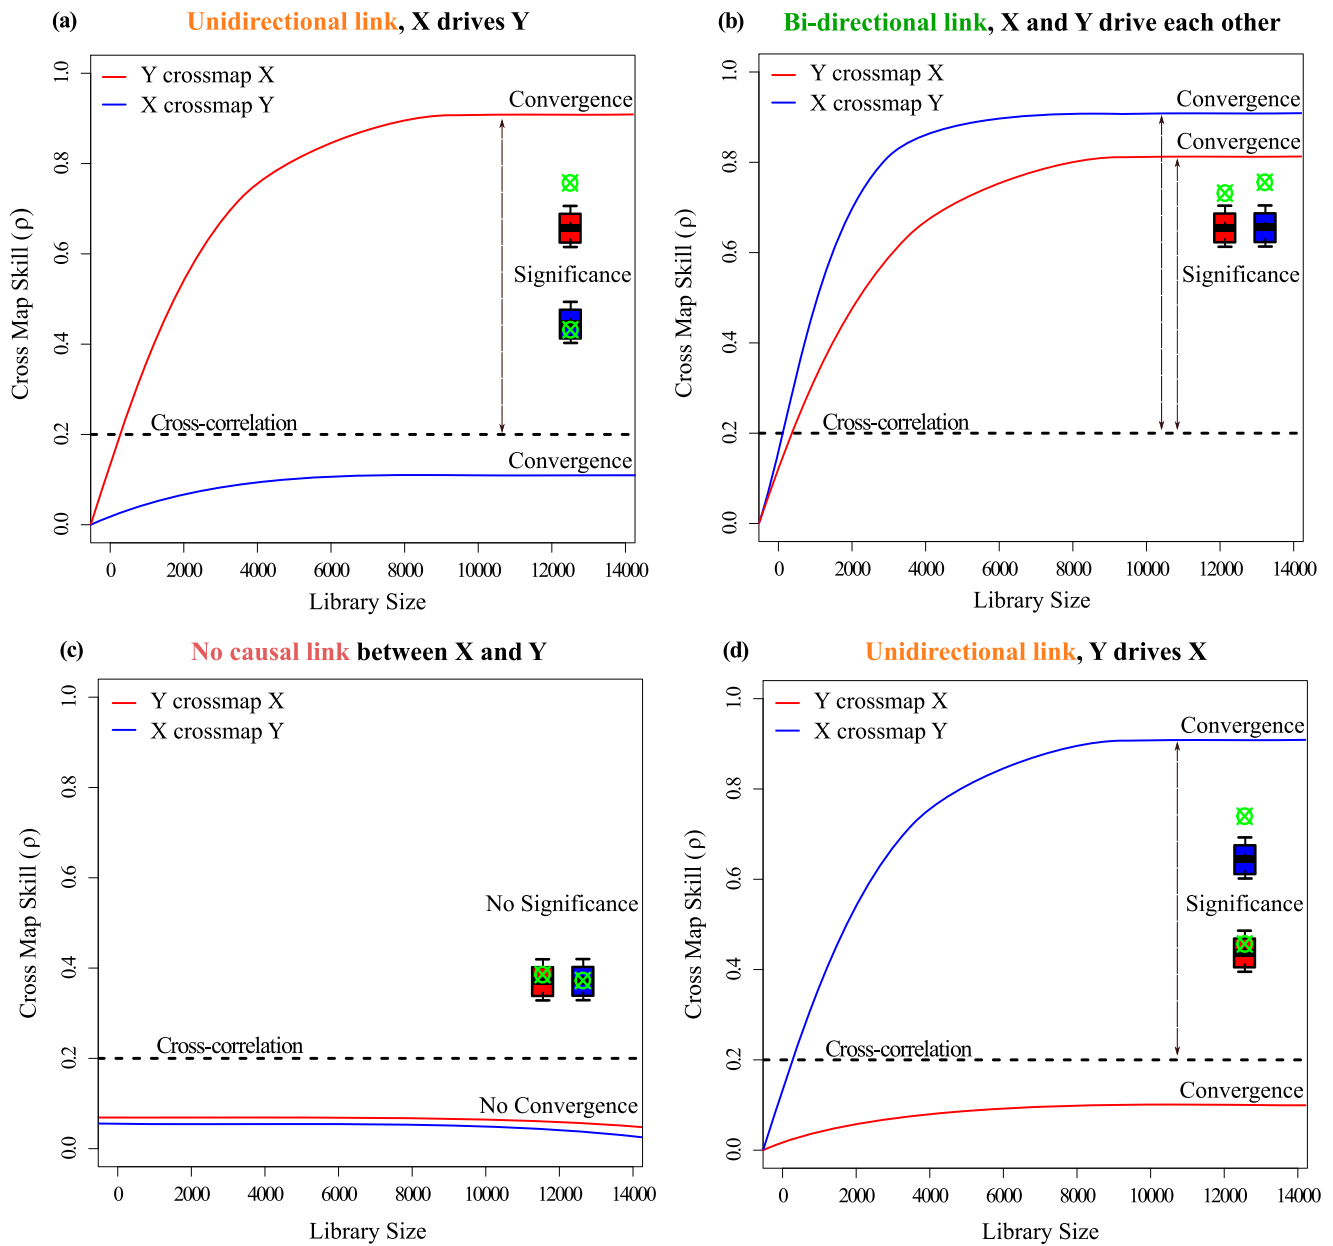 (a) Unidirectional link, X drives Y
Y crossmap X
X crossmap Y
Convergence
Significance
Cross-correlation
Convergence
Cross Map Skill (ρ)
1.0
0.8
0.6
0.4
0.2
0.0
0 2000 4000 6000 8000 10000 12000 14000
Library Size
(b) Bi-directional link, X and Y drive each other
Y crossmap X
X crossmap Y
Convergence
Convergence
Significance
Cross-correlation
Cross Map Skill (ρ)
1.0
0.8
0.6
0.4
0.2
0.0
0 2000 4000 6000 8000 10000 12000 14000
Library Size
(c) No causal link between X and Y
Y crossmap X
X crossmap Y
No Significance
Cross-correlation
No Convergence
Cross Map Skill (ρ)
1.0
0.8
0.6
0.4
0.2
0.0
0 2000 4000 6000 8000 10000 12000 14000
Library Size
(d) Unidirectional link, Y drives X
Y crossmap X
X crossmap Y
Convergence
Significance
Cross-correlation
Convergence
Cross Map Skill (ρ)
1.0
0.8
0.6
0.4
0.2
0.0
0 2000 4000 6000 8000 10000 12000 14000
Library Size